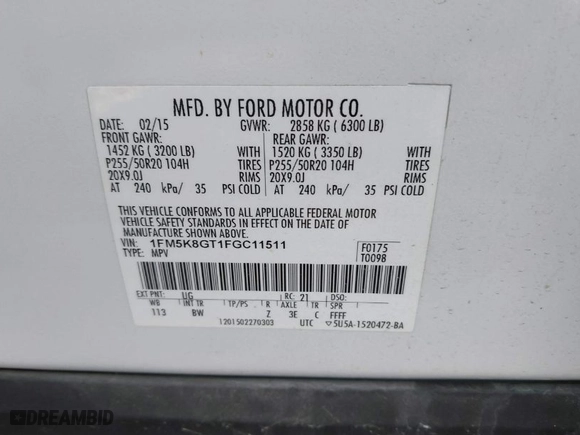 MFD. BY FORD MOTOR CO.
DATE: 02/15 GVWR: 2858 KG ( 6300 LB)
FRONT GAWR: REAR GAWR:
1452 KG ( 3200 LB) WITH 1520 KG ( 3350 LB) WITH
P255/50R20 104H TIRES P255/50R20 104H TIRES
20X9.0J RIMS 20X9.0J RIMS
AT 240 kPa/ 35 PSI COLD AT 240 kPa/ 35 PSI COLD
THIS VEHICLE CONFORMS TO ALL APPLICABLE FEDERAL MOTOR
VEHICLE SAFETY STANDARDS IN EFFECT ON THE DATE OF
MANUFACTURE SHOWN ABOVE.
VIN: 1FM5K8GT1FGC11511 F0175
TYPE: MPV T0098
EXT PNT: UG RC: 21 DSO:
WB INT TR TP/PS R AXLE TR SPR
113 BW Z 3E C FFFF
1201502270303 UTC ▽5U5A-1520472-BA
DREAMBID